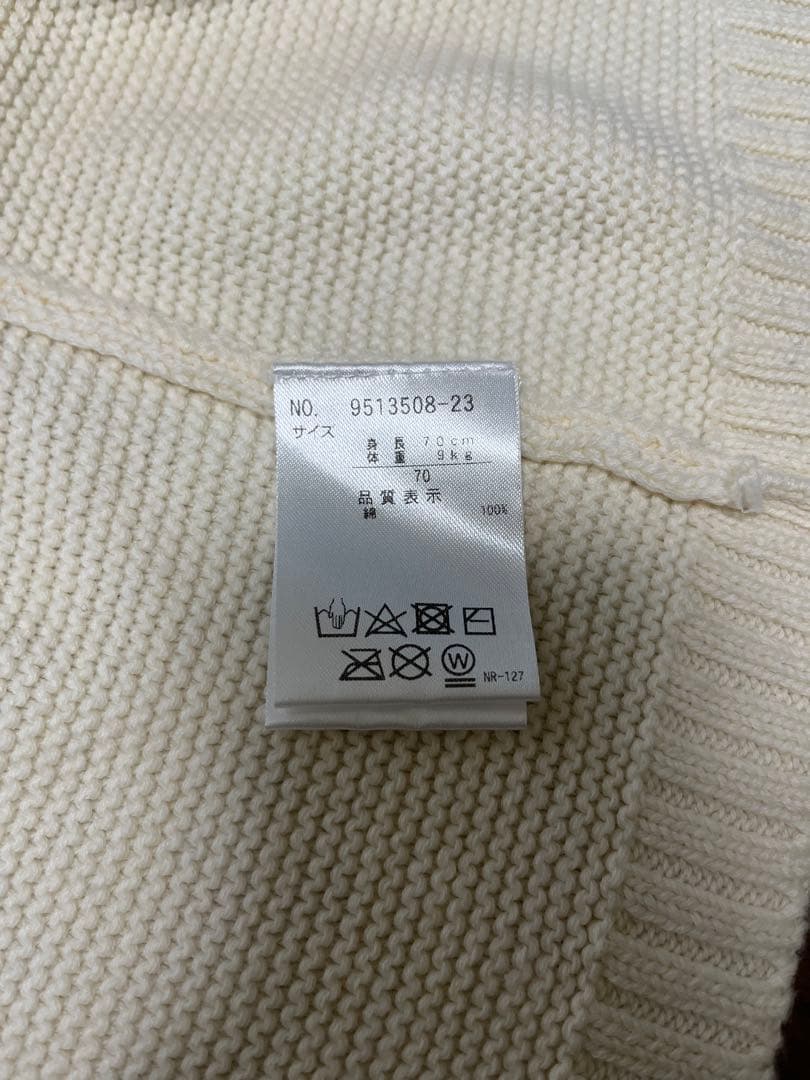 NO. 9513508-23
サイズ
身長 70cm
体重 9kg
70
品質表示
綿 100%
W
NR-127